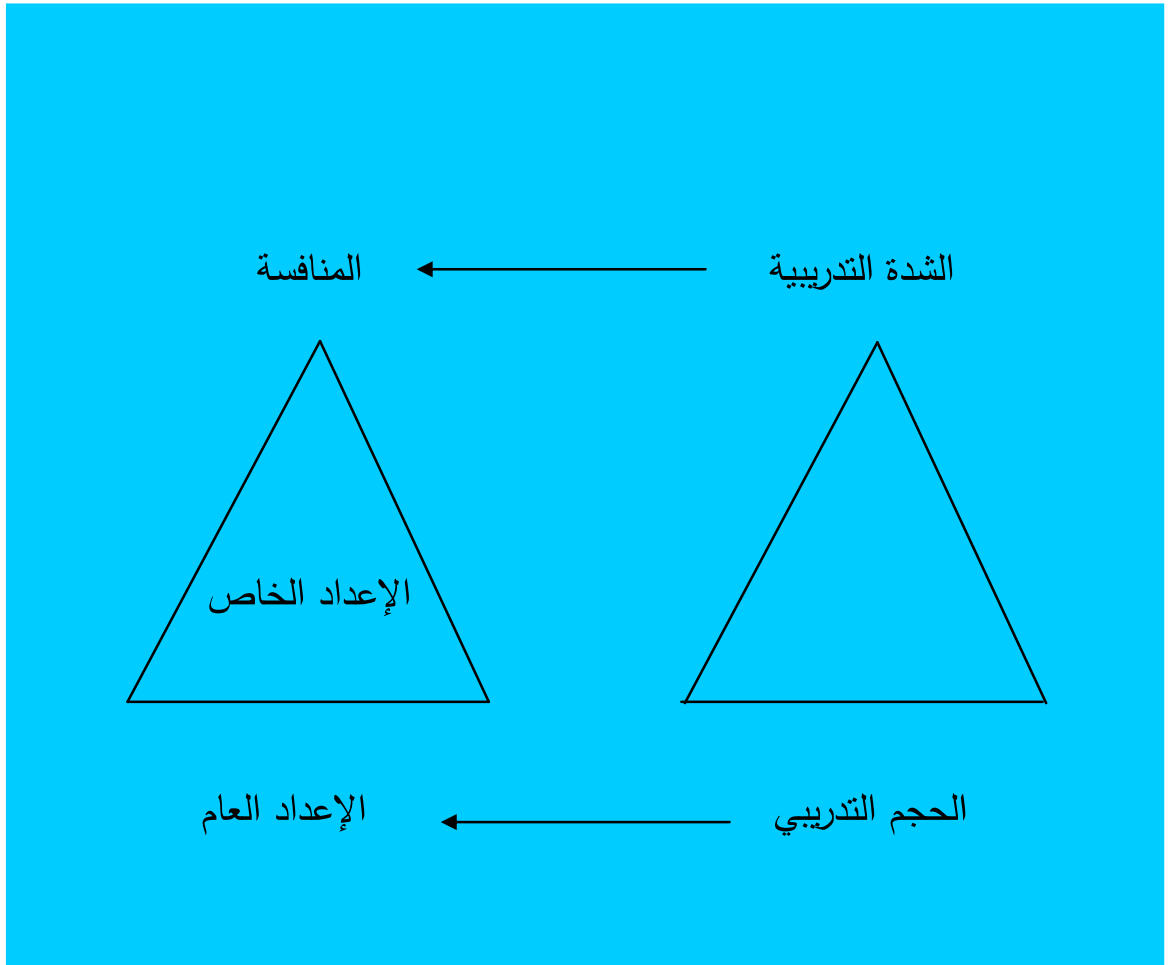 الشدة التدريبية
المنافسة
الإعداد الخاص
الحجم التدريبي
الإعداد العام